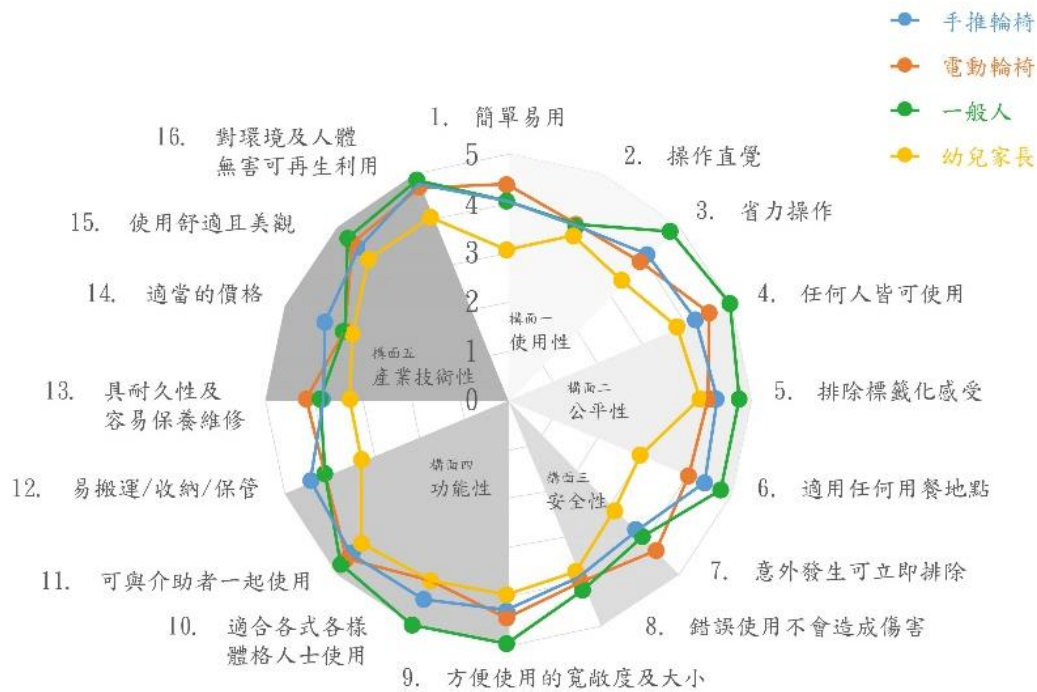 手推輪椅
電動輪椅
一般人
幼兒家長
1. 簡單易用
2. 操作直覺
3. 省力操作
4. 任何人皆可使用
5. 排除標籤化感受
6. 適用任何用餐地點
7. 意外發生可立即排除
8. 錯誤使用不會造成傷害
9. 方便使用的寬敞度及大小
10. 適合各式各樣
體格人士使用
11. 可與介助者一起使用
12. 易搬運/收納/保管
13. 具耐久性及
容易保養維修
14. 適當的價格
15. 使用舒適且美觀
16. 對環境及人體
無害可再生利用
5
4
3
2
1
0
構面一
使用性
構面二
公平性
構面三
安全性
構面四
功能性
構面五
產業技術性